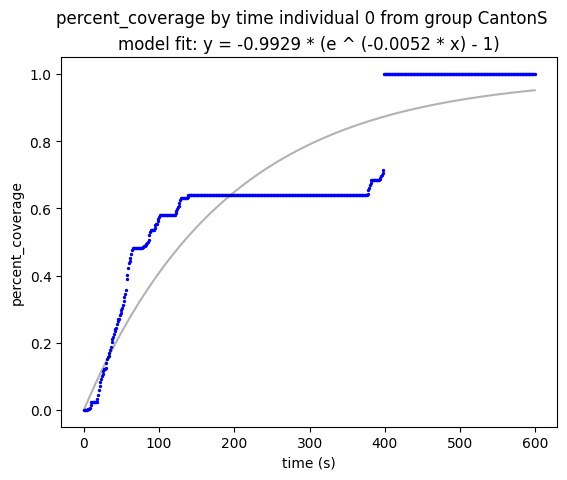 percent_coverage by time individual 0 from group CantonS
model fit: y = -0.9929 * (e ^ (-0.0052 * x) - 1)
1.0
0.8
0.6
0.4
0.2
0.0
percent_coverage
0 100 200 300 400 500 600
time (s)